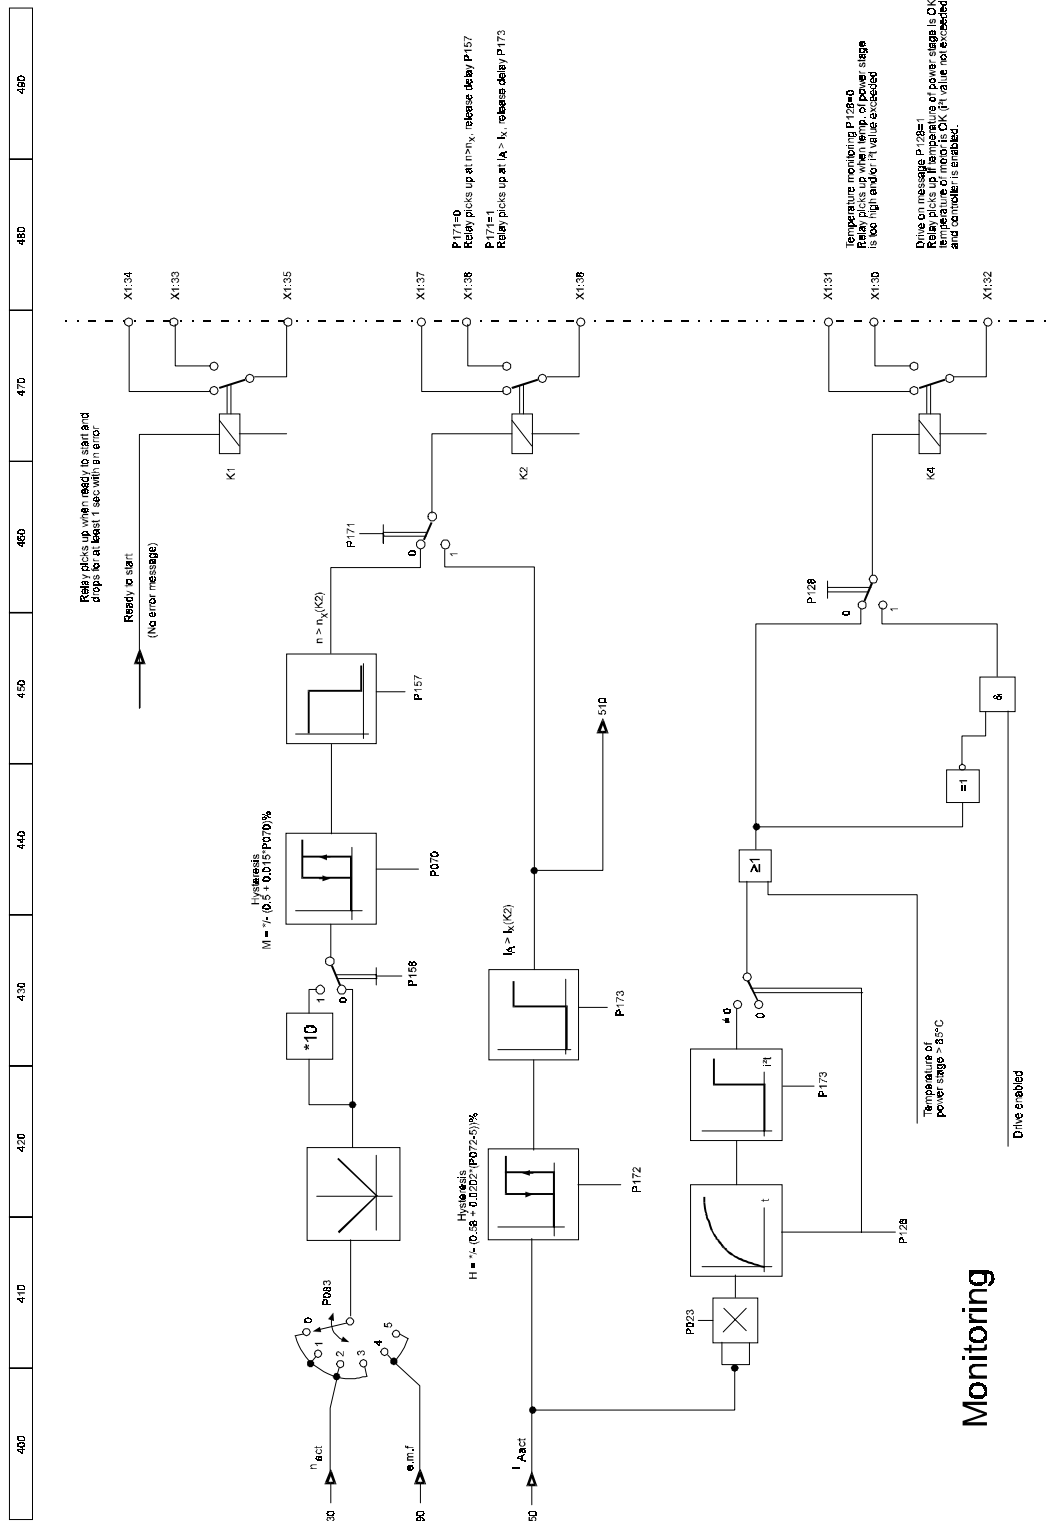 400
410
420
430
440
450
460
470
480
490
Relay picks up when ready to start and
drops for at least 1 sec with an error
Ready to start
(No error message)
K1
X1:34
X1:33
X1:35
30
n act
90
e.m.f
0
1
2
3
4
5
P083
*10
1
0
P158
Hysteresis
M = */- (0.5 + 0.015*P070)%
P070
P157
n > nX(K2)
P171
0
1
K2
X1:37
X1:36
X1:38
P171=0
Relay picks up at n>nX, release delay P157
P171=1
Relay picks up at IA > IX, release delay P173
50
I Aact
Hysteresis
H = */- (0.58 + 0.0202*(P072-5))%
P172
P173
IA > IX(K2)
510
P023
t
P128
i²t
P173
≠ 0
0
≥1
=1
&
Temperature of
power stage > 85°C
Drive enabled
P128
0
1
K4
X1:31
X1:30
X1:32
Temperature monitoring P128=0
Relay picks up when temp. of power stage
is too high and/or i²t value exceeded
Drive on message P128=1
Relay picks up if temperature of power stage is OK
temperature of motor is OK (i²t value not exceeded
and controller is enabled.
Monitoring